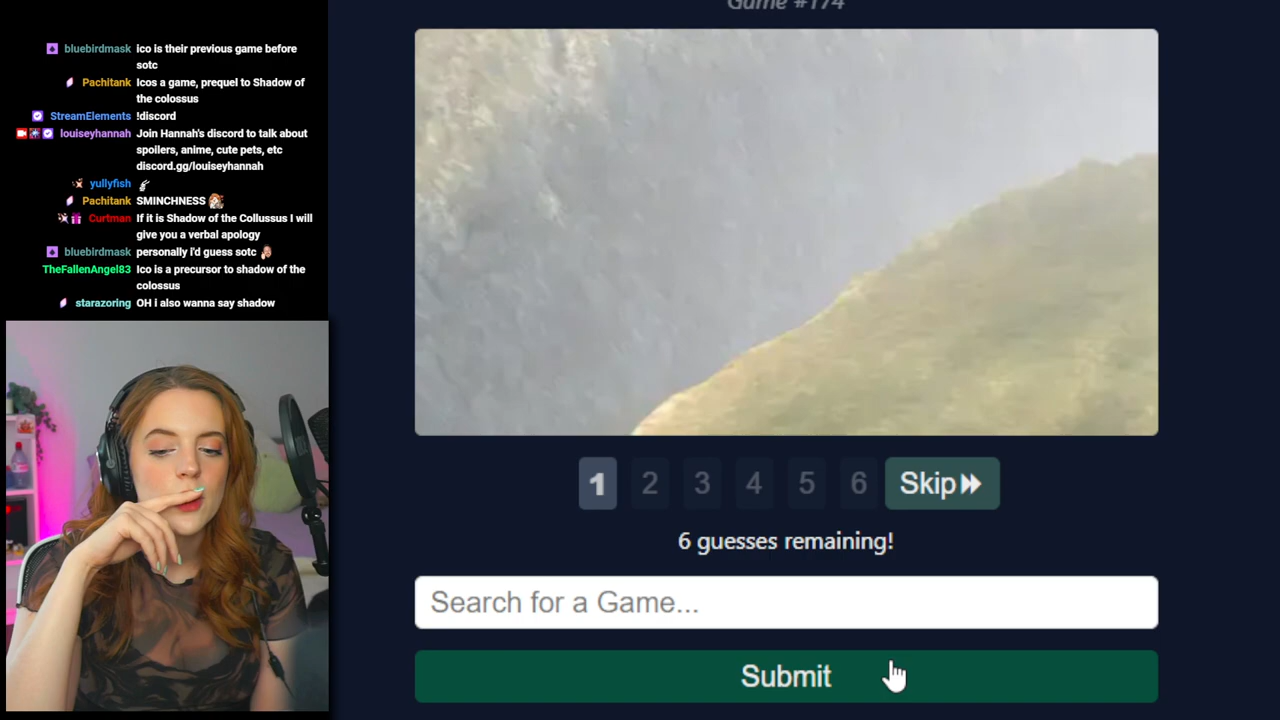 bluebirdmask ico is their previous game before
sotc
Pachitank Icos a game, prequel to Shadow of
the colossus
StreamElements !discord
louiseyhannah Join Hannah's discord to talk about
spoilers, anime, cute pets, etc
discord.gg/louiseyhannah
yullyfish
Pachitank SMINCHNESS
Curtman If it is Shadow of the Collussus I will
give you a verbal apology
bluebirdmask personally i'd guess sotc
TheFallenAngel83 Ico is a precursor to shadow of the
colossus
starazoring OH i also wanna say shadow
Game #174
1 2 3 4 5 6 Skip
6 guesses remaining!
Search for a Game...
Submit